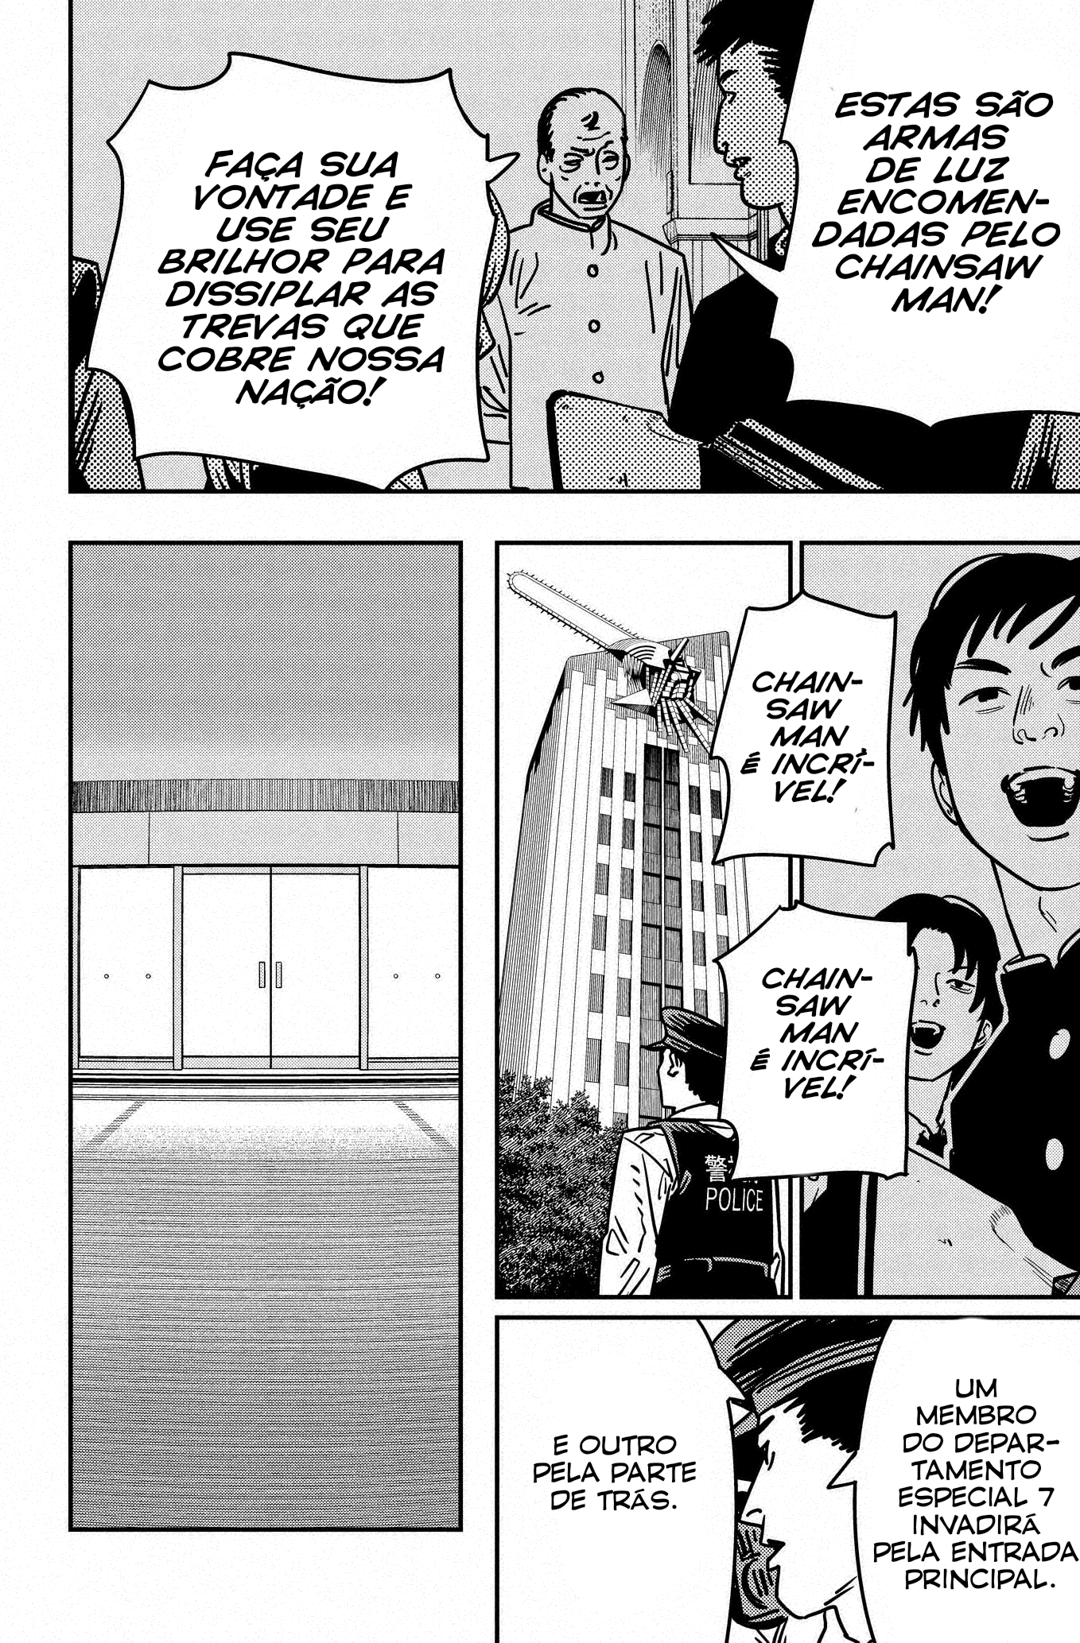 ESTAS SÃO
ARMAS
DE LUZ
ENCOMEN-
DADAS PELO
CHAINSAW
MAN!
FAÇA SUA
VONTADE E
USE SEU
BRILHOR PARA
DISSIPLAR AS
TREVAS QUE
COBRE NOSSA
NAÇÃO!
CHAIN-
SAW
MAN
É INCRÍ-
VEL!
CHAIN-
SAW
MAN
É INCRÍ-
VEL!
警
POLICE
UM
MEMBRO
DO DEPAR-
TAMENTO
ESPECIAL 7
INVADIRÁ
PELA ENTRADA
PRINCIPAL.
E OUTRO
PELA PARTE
DE TRÁS.